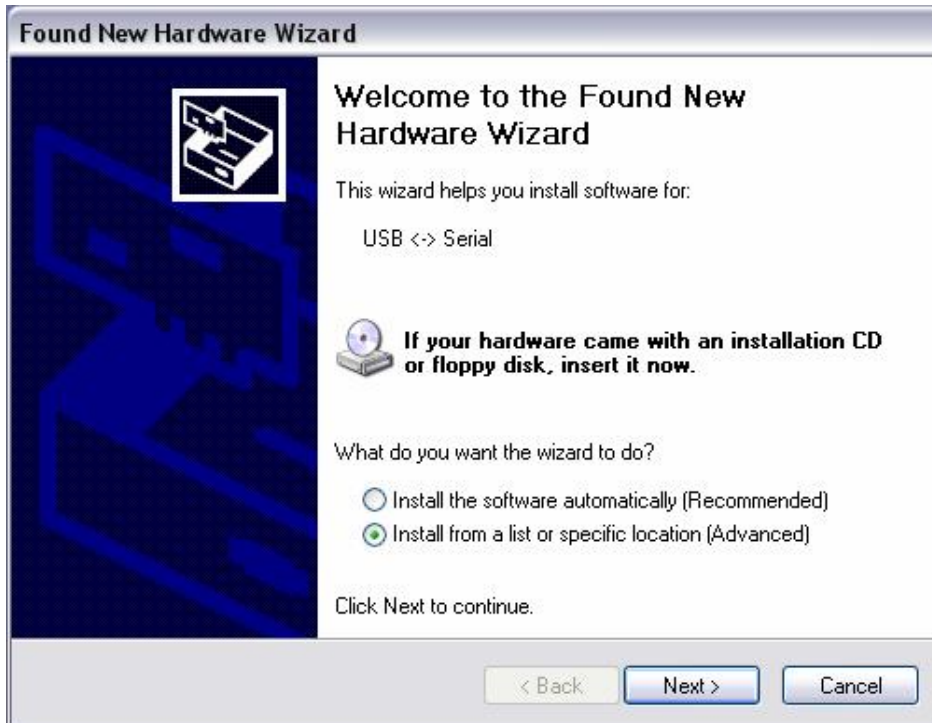 Found New Hardware Wizard
Welcome to the Found New
Hardware Wizard
This wizard helps you install software for:
USB <-> Serial
If your hardware came with an installation CD
or floppy disk, insert it now.
What do you want the wizard to do?
Install the software automatically (Recommended)
Install from a list or specific location (Advanced)
Click Next to continue.
< Back Next > Cancel